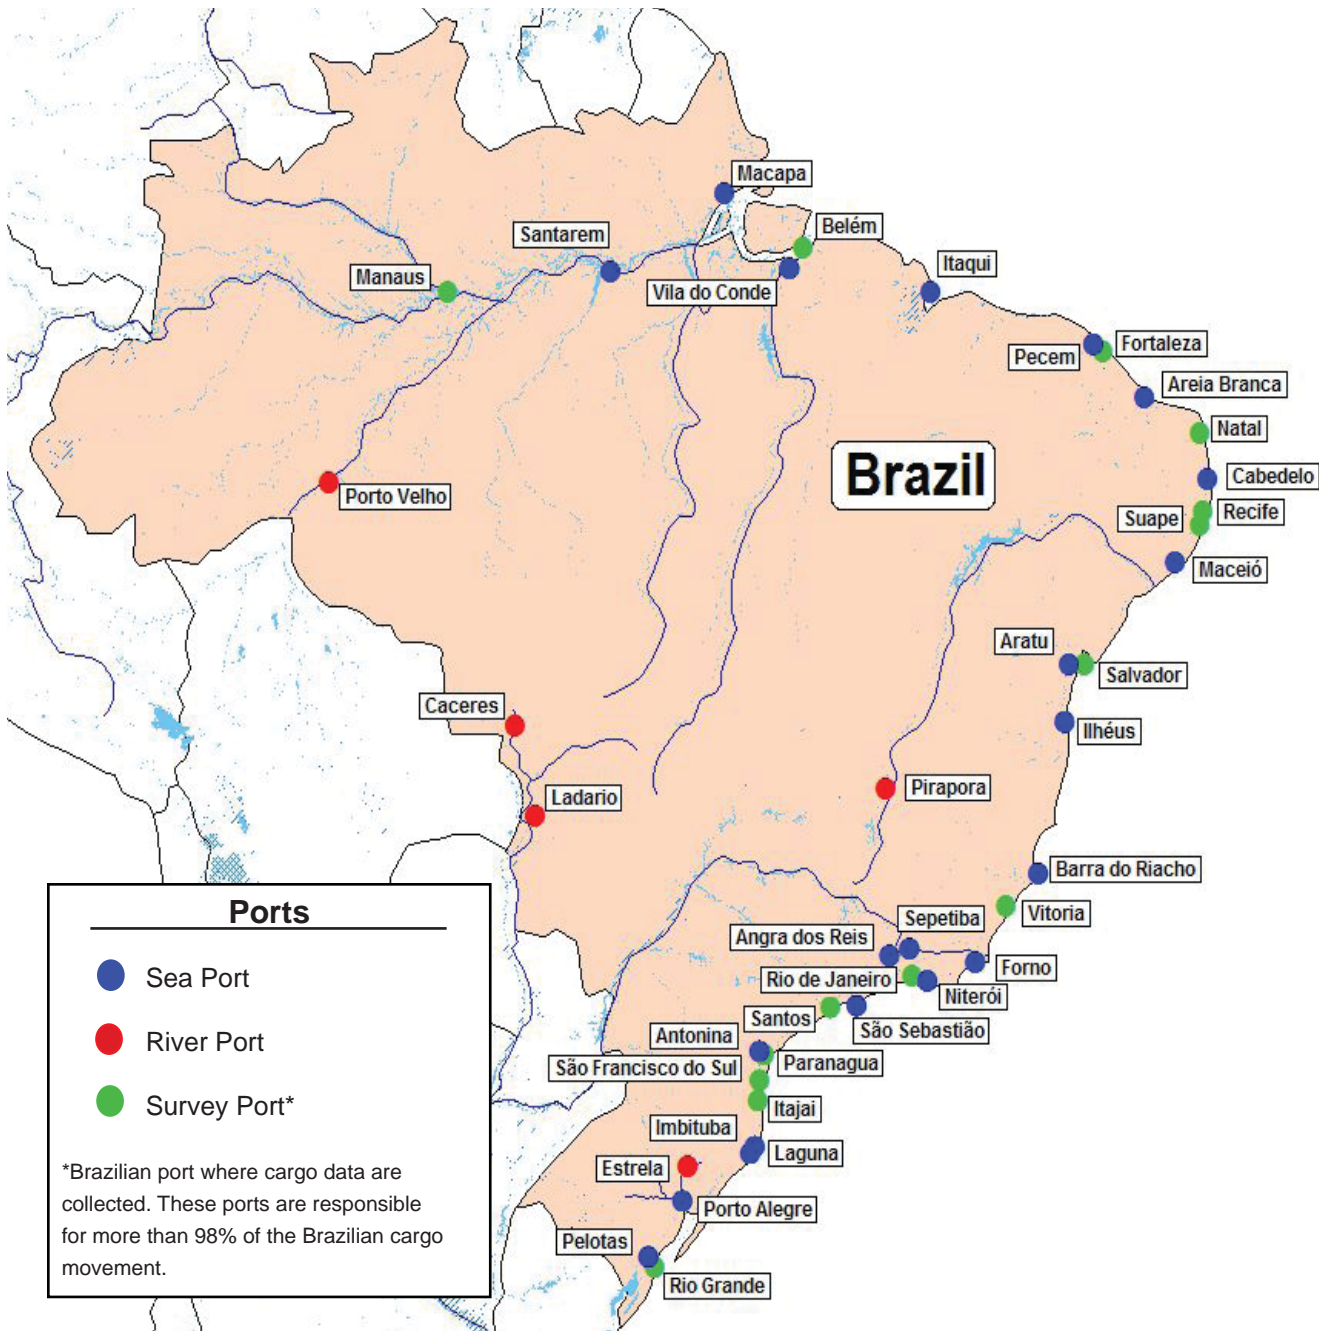 Macapa
Belém
Santarem
Itaqui
Manaus
Vila do Conde
Fortaleza
Pecem
Areia Branca
Natal
Brazil
Cabedelo
Porto Velho
Recife
Suape
Maceió
Aratu
Salvador
Caceres
Ilhéus
Pirapora
Ladario
Barra do Riacho
Vitoria
Sepetiba
Angra dos Reis
Forno
Rio de Janeiro
Niterói
Santos
São Sebastião
Antonina
Paranagua
São Francisco do Sul
Itajai
Imbituba
Laguna
Estrela
Porto Alegre
Pelotas
Rio Grande
Ports
Sea Port
River Port
Survey Port*
*Brazilian port where cargo data are
collected. These ports are responsible
for more than 98% of the Brazilian cargo
movement.